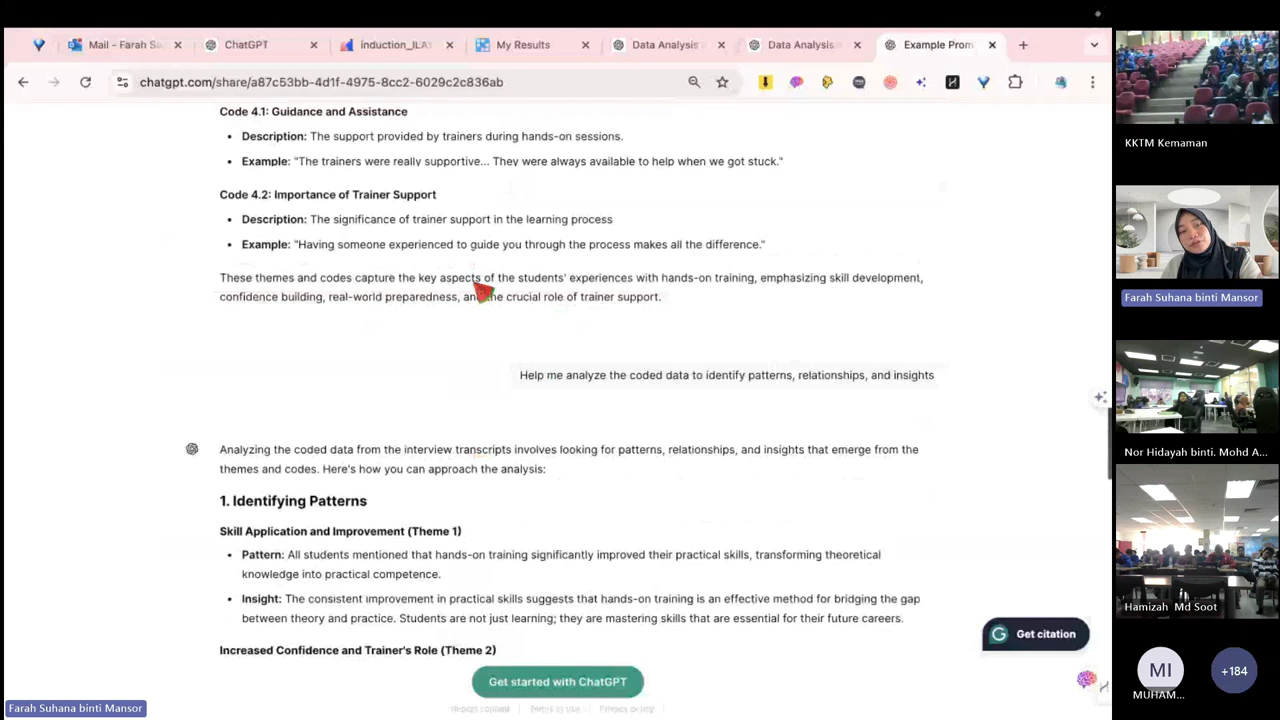 Mail - Farah Su
ChatGPT
induction_ILA
My Results
Data Analysis
Data Analysis
Example Prom
chatgpt.com/share/a87c53bb-4d1f-4975-8cc2-6029c2c836ab
Code 4.1: Guidance and Assistance
• Description: The support provided by trainers during hands-on sessions.
• Example: "The trainers were really supportive... They were always available to help when we got stuck."
Code 4.2: Importance of Trainer Support
• Description: The significance of trainer support in the learning process
• Example: "Having someone experienced to guide you through the process makes all the difference."
These themes and codes capture the key aspects of the students' experiences with hands-on training, emphasizing skill development,
confidence building, real-world preparedness, and the crucial role of trainer support.
Help me analyze the coded data to identify patterns, relationships, and insights
Analyzing the coded data from the interview transcripts involves looking for patterns, relationships, and insights that emerge from the
themes and codes. Here's how you can approach the analysis:
1. Identifying Patterns
Skill Application and Improvement (Theme 1)
• Pattern: All students mentioned that hands-on training significantly improved their practical skills, transforming theoretical
knowledge into practical competence.
• Insight: The consistent improvement in practical skills suggests that hands-on training is an effective method for bridging the gap
between theory and practice. Students are not just learning; they are mastering skills that are essential for their future careers.
Increased Confidence and Trainer's Role (Theme 2)
Get citation
Get started with ChatGPT
Report content
Terms of use
Privacy policy
Farah Suhana binti Mansor
KKTM Kemaman
Farah Suhana binti Mansor
Nor Hidayah binti. Mohd A...
Hamizah Md Soot
MI
MUHAM...
+184